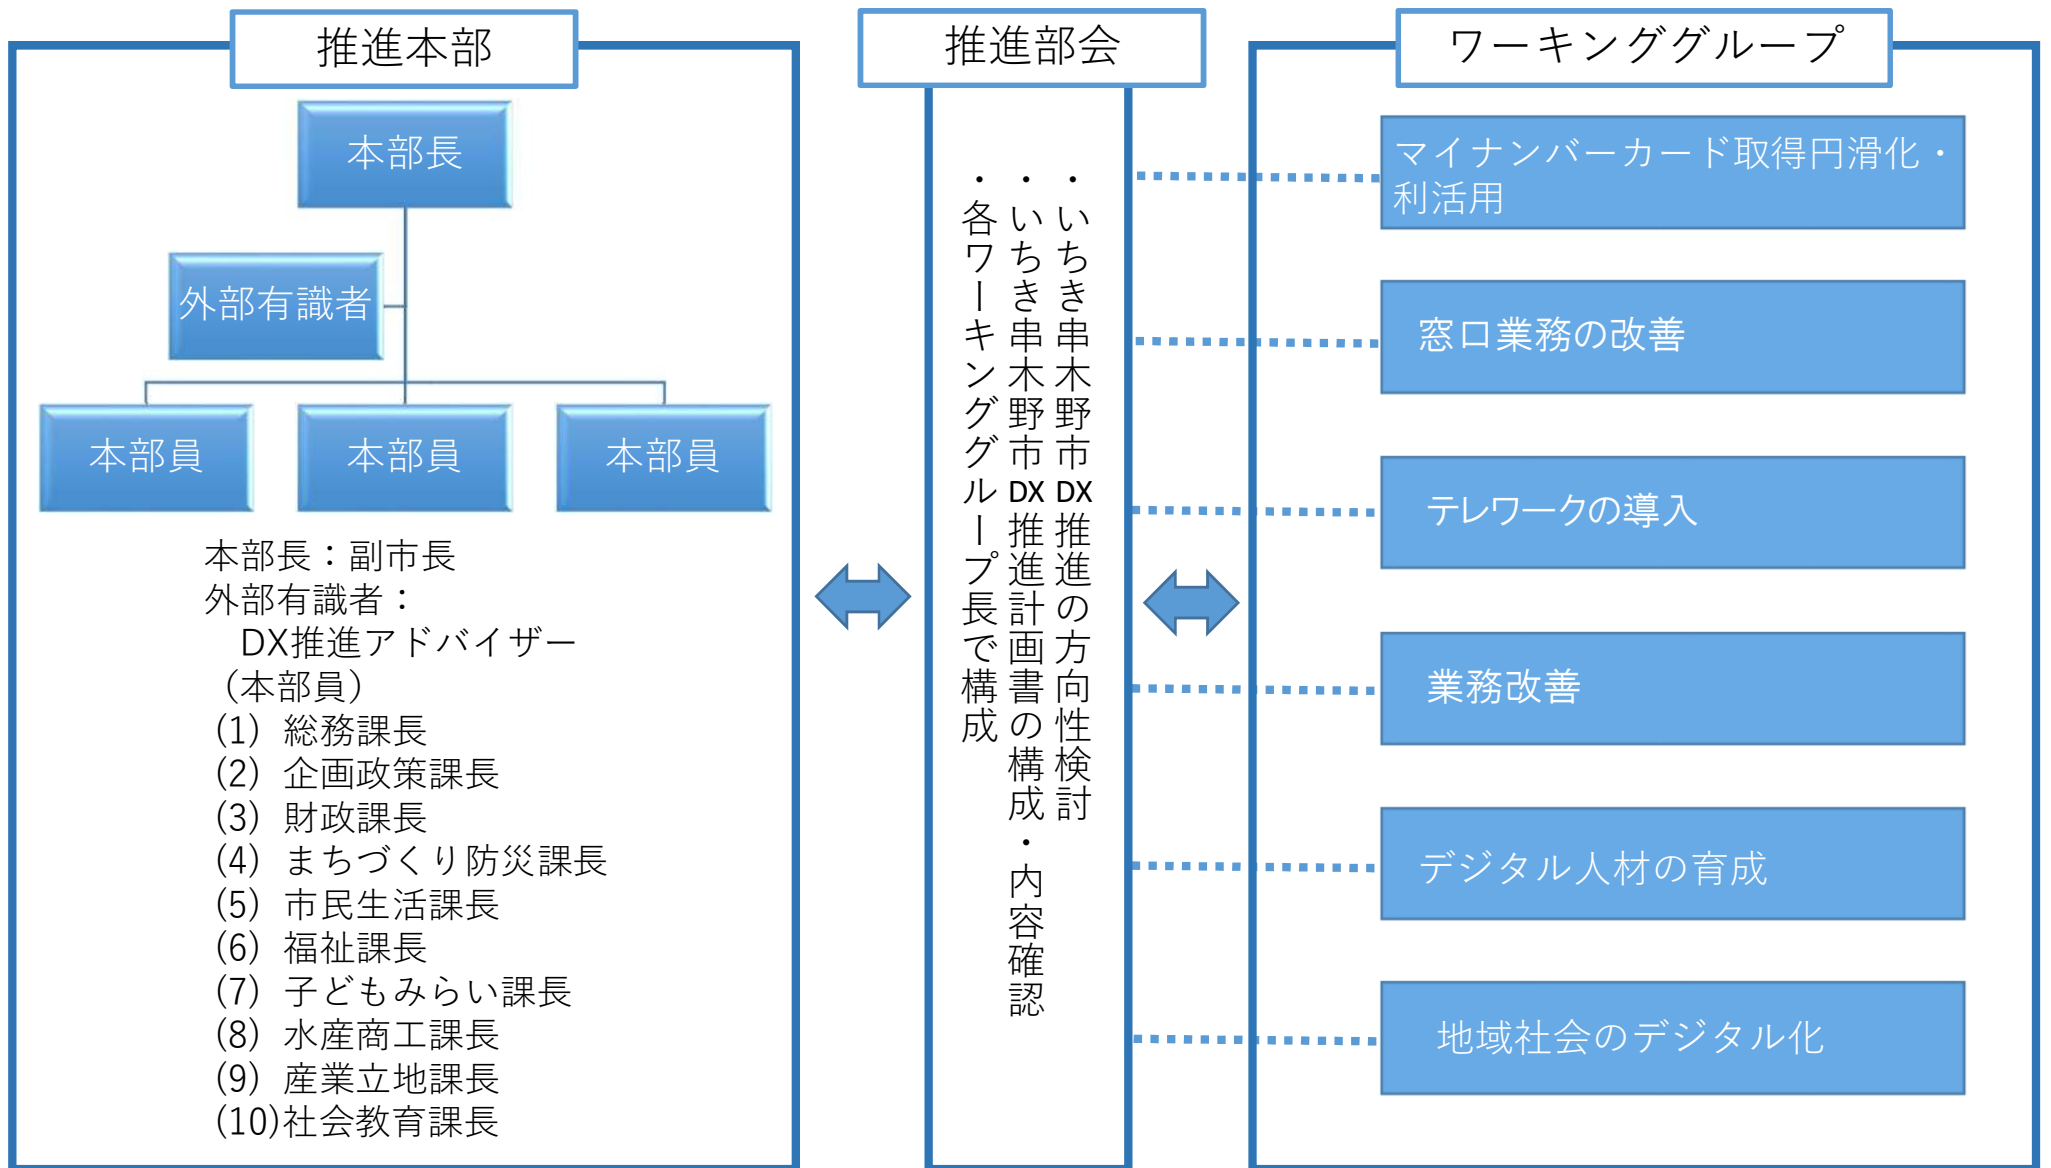 推進本部
本部長
外部有識者
本部員
本部員
本部員
本部長：副市長
外部有識者：
DX推進アドバイザー
（本部員）
(1) 総務課長
(2) 企画政策課長
(3) 財政課長
(4) まちづくり防災課長
(5) 市民生活課長
(6) 福祉課長
(7) 子どもみらい課長
(8) 水産商工課長
(9) 産業立地課長
(10)社会教育課長
推進部会
・いちき串木野市DX推進の方向性検討
・いちき串木野市DX推進計画書の構成・内容確認
・各ワーキンググループ長で構成
ワーキンググループ
マイナンバーカード取得円滑化・
利活用
窓口業務の改善
テレワークの導入
業務改善
デジタル人材の育成
地域社会のデジタル化